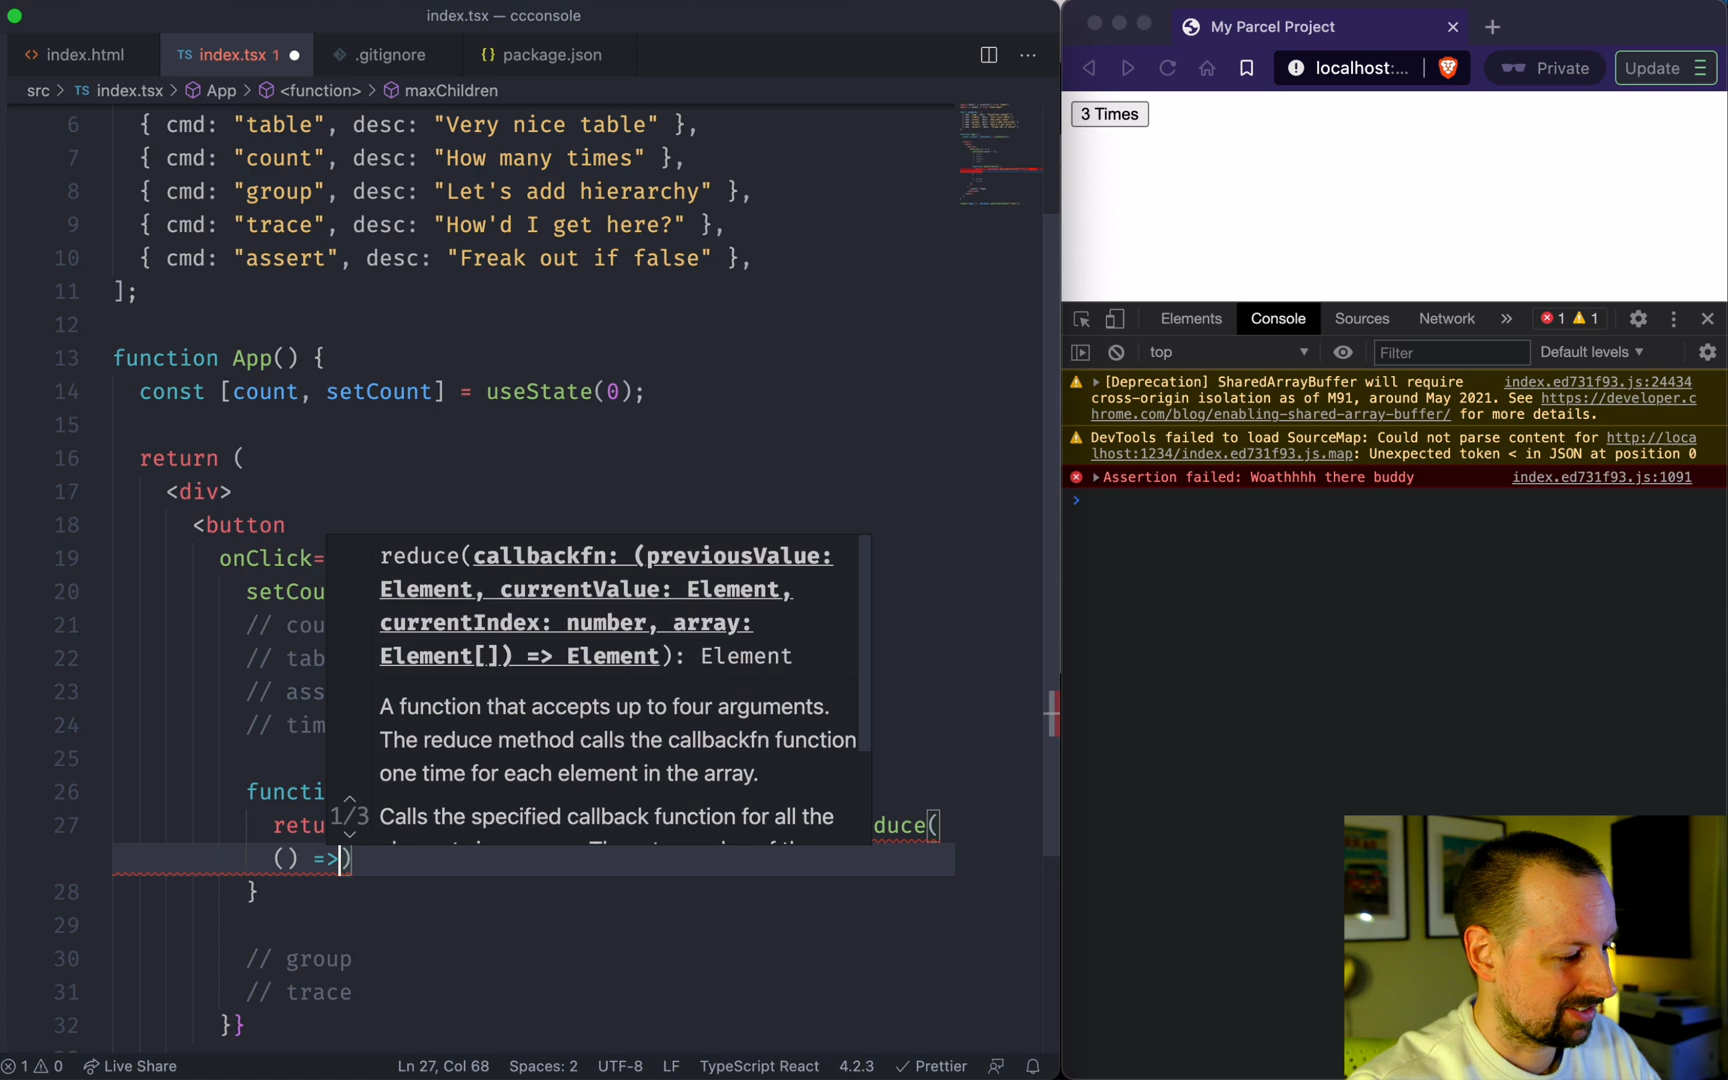 index.tsx — ccconsole
index.html
TS index.tsx 1
.gitignore
{} package.json
src > TS index.tsx > App > <function> > maxChildren
6 { cmd: "table", desc: "Very nice table" },
7 { cmd: "count", desc: "How many times" },
8 { cmd: "group", desc: "Let's add hierarchy" },
9 { cmd: "trace", desc: "How'd I get here?" },
10 { cmd: "assert", desc: "Freak out if false" },
11 ];
12
13 function App() {
14 const [count, setCount] = useState(0);
15
16 return (
17 <div>
18 <button
19 onClick=
20 setCou
21 // cou
22 // tab
23 // ass
24 // tim
25
26 functi
27 retu duce(
() =>)
28 }
29
30 // group
31 // trace
32 }}
reduce(callbackfn: (previousValue:
Element, currentValue: Element,
currentIndex: number, array:
Element[]) => Element): Element
A function that accepts up to four arguments.
The reduce method calls the callbackfn function
one time for each element in the array.
1/3
Calls the specified callback function for all the
1 0 Live Share Ln 27, Col 68 Spaces: 2 UTF-8 LF TypeScript React 4.2.3 Prettier
My Parcel Project
localhost:... Private Update
3 Times
Elements Console Sources Network » 1 1
top Filter Default levels
[Deprecation] SharedArrayBuffer will require index.ed731f93.js:24434
cross-origin isolation as of M91, around May 2021. See https://developer.c
hrome.com/blog/enabling-shared-array-buffer/ for more details.
DevTools failed to load SourceMap: Could not parse content for http://loca
lhost:1234/index.ed731f93.js.map: Unexpected token < in JSON at position 0
Assertion failed: Woathhhh there buddy index.ed731f93.js:1091